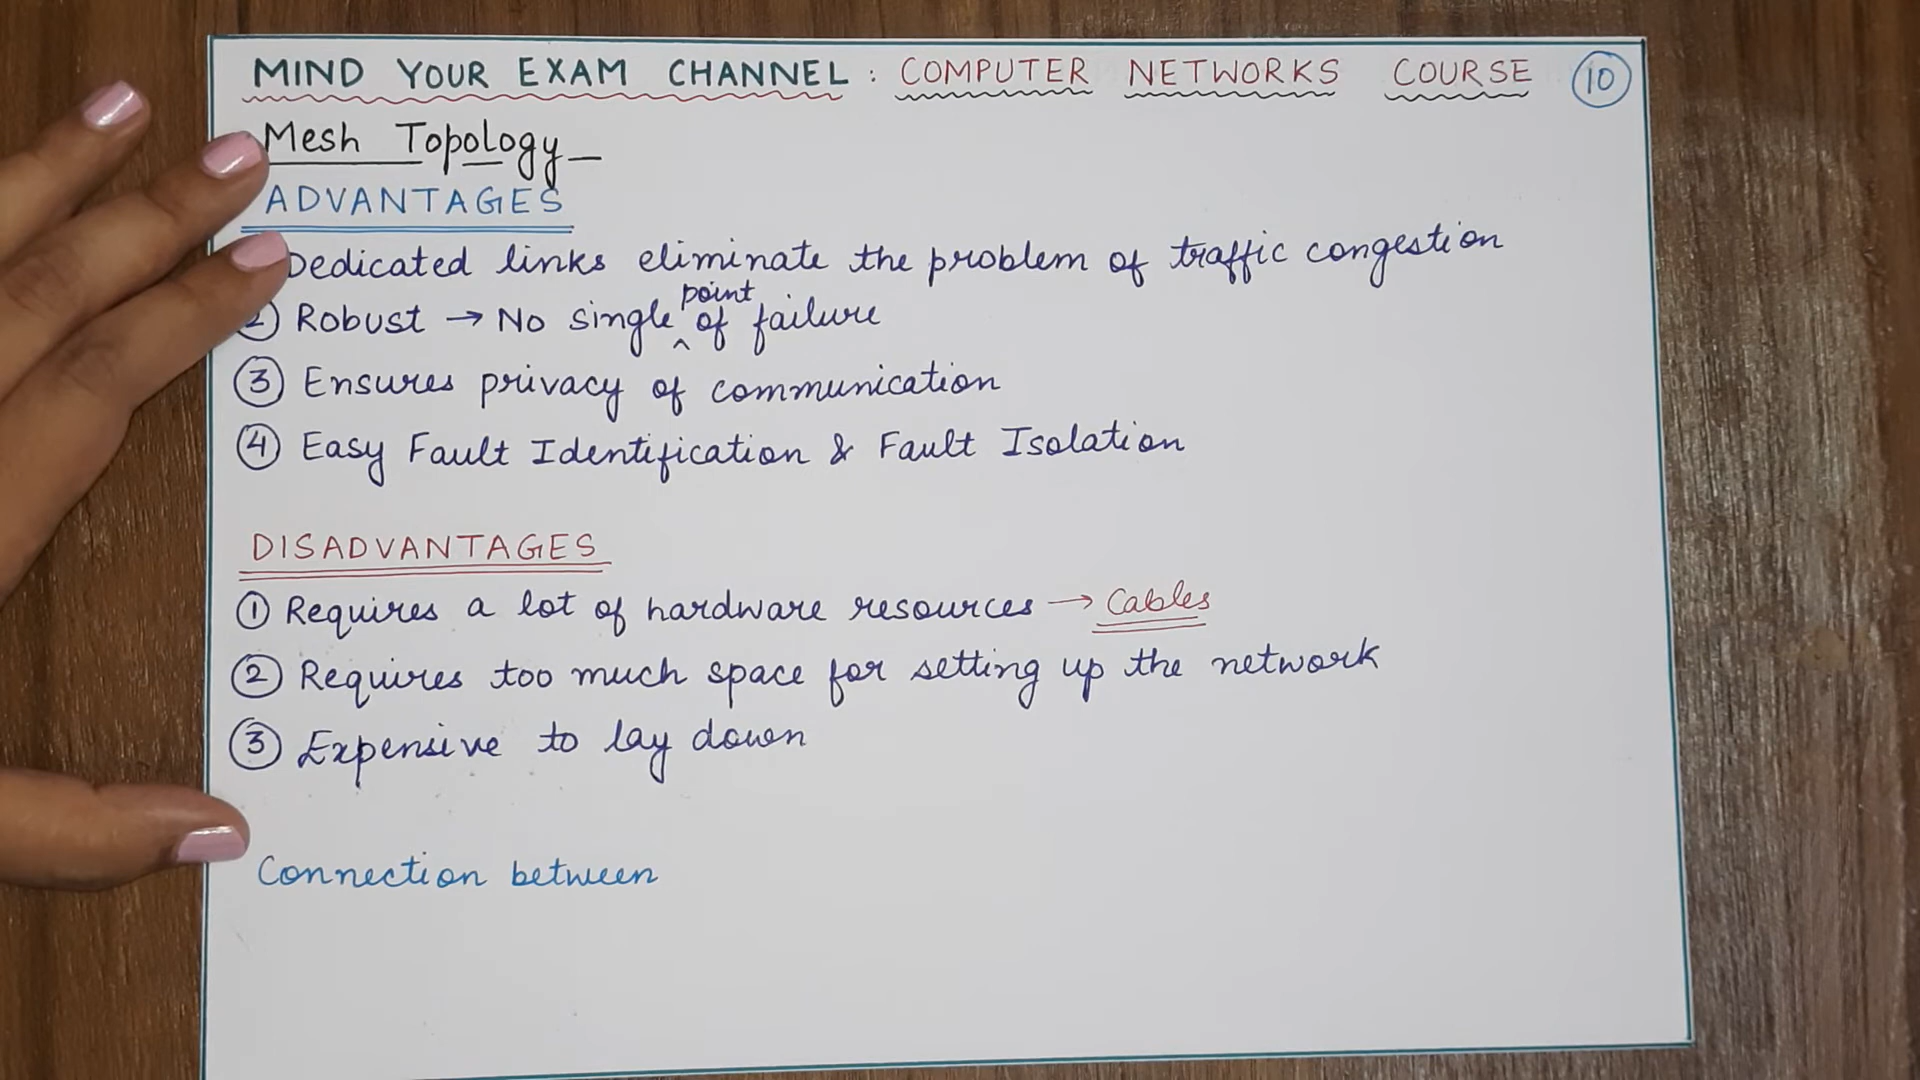 MIND YOUR EXAM CHANNEL : COMPUTER NETWORKS COURSE 10
Mesh Topology
ADVANTAGES
Dedicated links eliminate the problem of traffic congestion
2 Robust → No single point of failure
3 Ensures privacy of communication
4 Easy Fault Identification & Fault Isolation
DISADVANTAGES
1 Requires a lot of hardware resources → Cables
2 Requires too much space for setting up the network
3 Expensive to lay down
Connection between